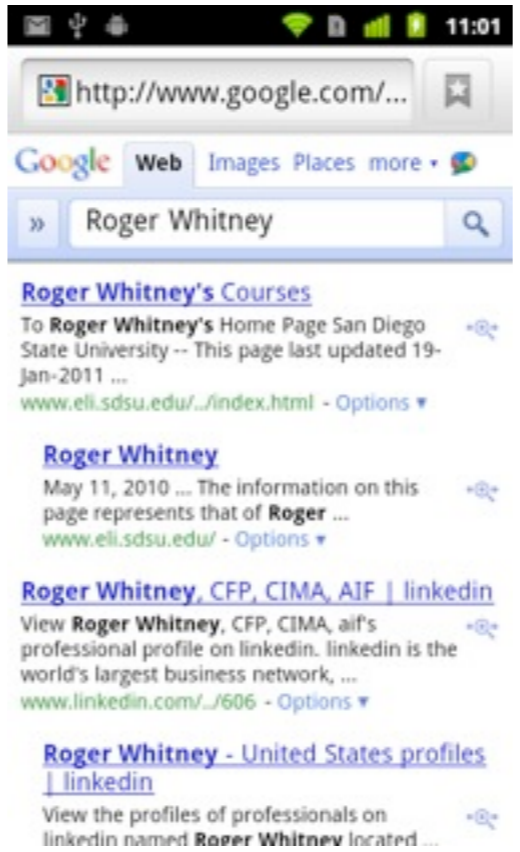 11:01
http://www.google.com/...
Google Web Images Places more
» Roger Whitney
Roger Whitney's Courses
To Roger Whitney's Home Page San Diego
State University -- This page last updated 19-
Jan-2011 ...
www.eli.sdsu.edu/../index.html - Options ▼
Roger Whitney
May 11, 2010 ... The information on this
page represents that of Roger ...
www.eli.sdsu.edu/ - Options ▼
Roger Whitney, CFP, CIMA, AIF | linkedin
View Roger Whitney, CFP, CIMA, aif's
professional profile on linkedin. linkedin is the
world's largest business network, ...
www.linkedin.com/../606 - Options ▼
Roger Whitney - United States profiles
| linkedin
View the profiles of professionals on
linkedin named Roger Whitney located ...